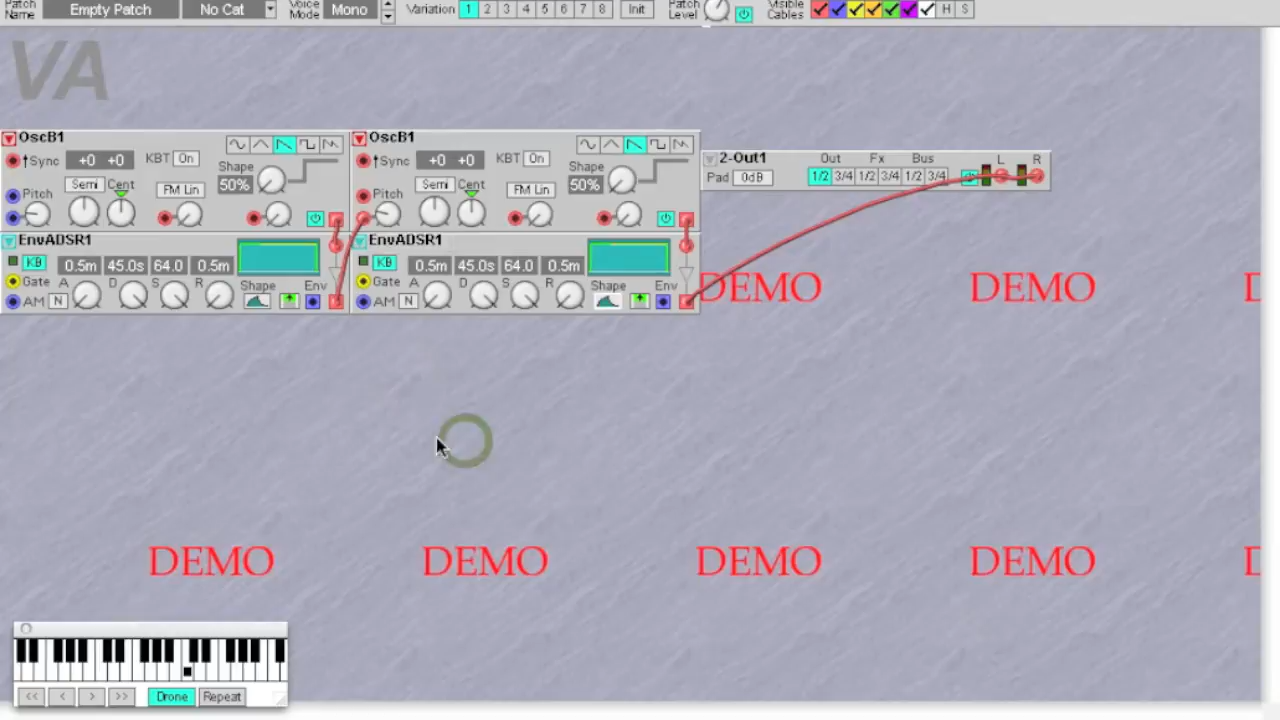 Patch Name Empty Patch No Cat Voice Mode Mono Variation 1 2 3 4 5 6 7 8 Init Patch Level Visible Cables H S
VA
OscB1 OscB1
Sync +0 +0 KBT On Shape 50% Sync +0 +0 KBT On Shape 50%
Pitch Semi Cent FM Lin Pitch Semi Cent FM Lin
2-Out1 Out Fx Bus L R
Pad 0dB 1/2 3/4 1/2 3/4 1/2 3/4
EnvADSR1 EnvADSR1
KB 0.5m 45.0s 64.0 0.5m KB 0.5m 45.0s 64.0 0.5m
Gate A D S R Shape Env Gate A D S R Shape Env
AM N AM N
DEMO DEMO D
DEMO DEMO DEMO DEMO D
<< < > >> Drone Repeat